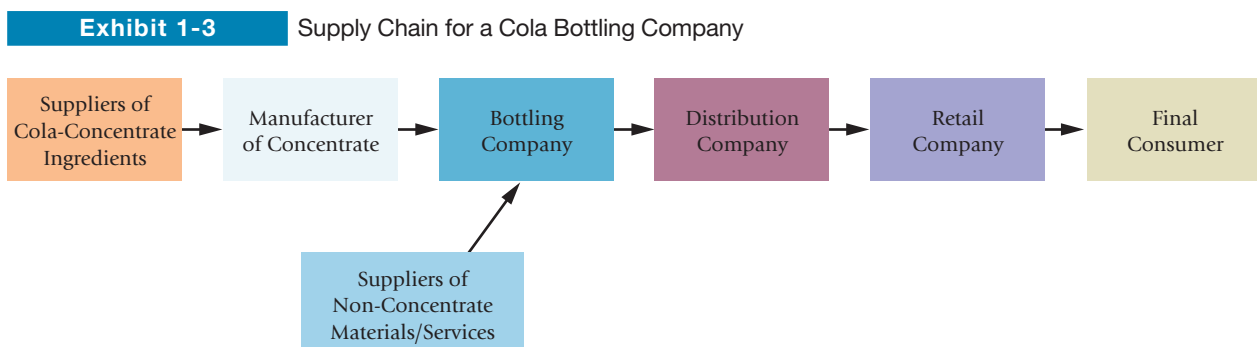 Exhibit 1-3
Supply Chain for a Cola Bottling Company
Suppliers of
Cola-Concentrate
Ingredients
Manufacturer
of Concentrate
Bottling
Company
Distribution
Company
Retail
Company
Final
Consumer
Suppliers of
Non-Concentrate
Materials/Services